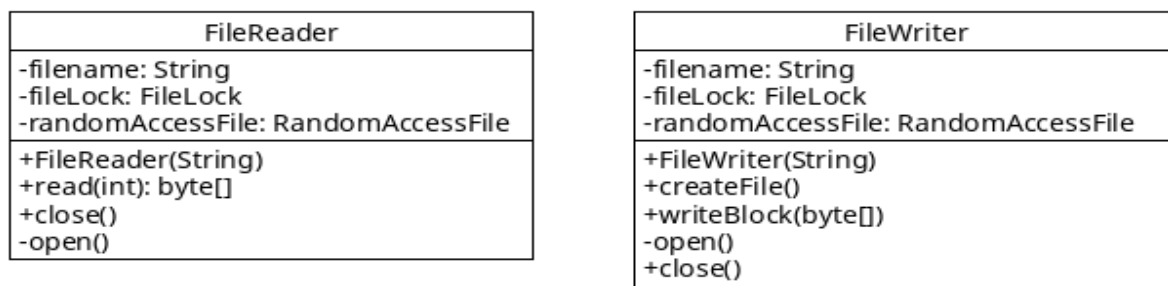 FileReader
-filename: String
-fileLock: FileLock
-randomAccessFile: RandomAccessFile
+FileReader(String)
+read(int): byte[]
+close()
-open()
FileWriter
-filename: String
-fileLock: FileLock
-randomAccessFile: RandomAccessFile
+FileWriter(String)
+createFile()
+writeBlock(byte[])
-open()
+close()